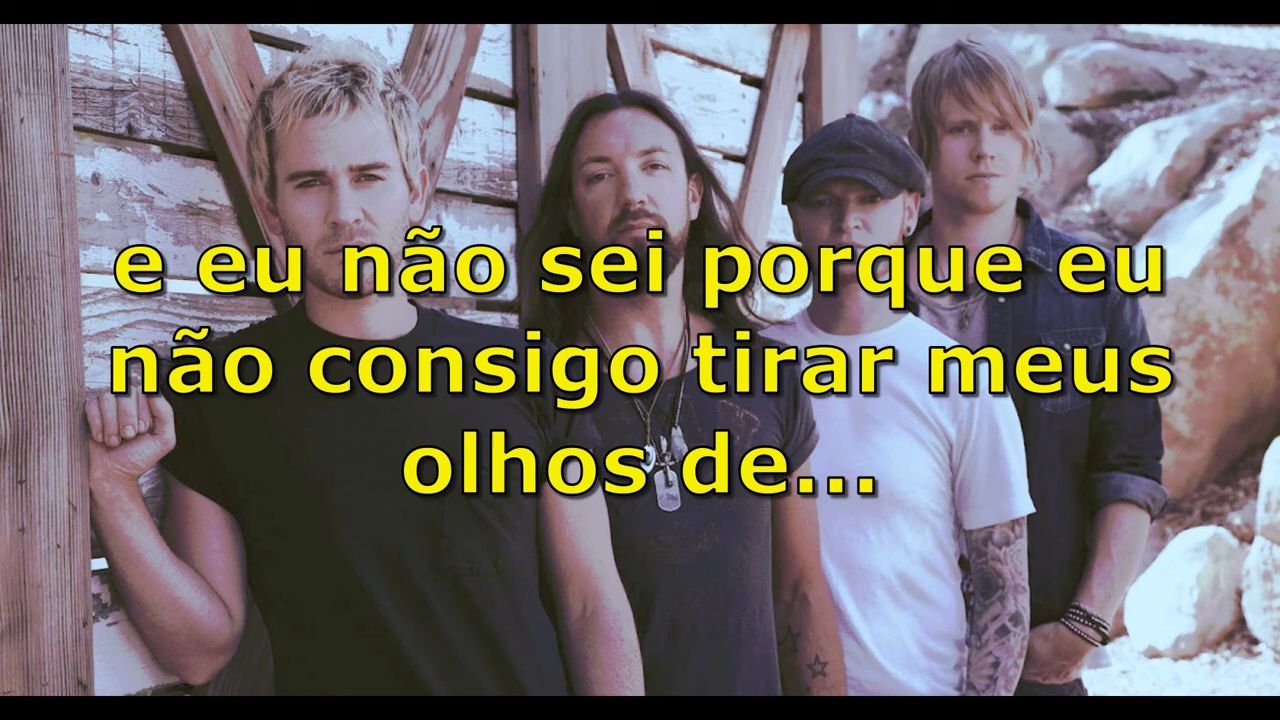 e eu não sei porque eu
não consigo tirar meus
olhos de...